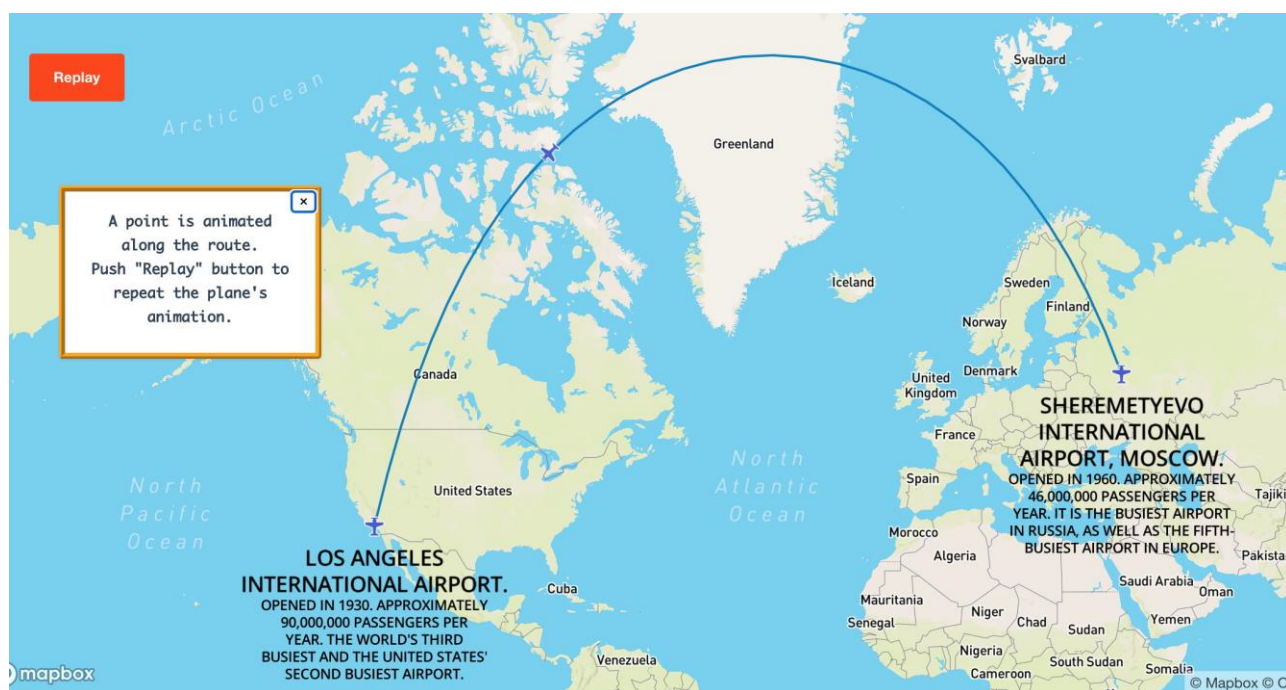 Replay
Arctic Ocean
Svalbard
Greenland
×
A point is animated
along the route.
Push "Replay" button to
repeat the plane's
animation.
Iceland
Sweden
Finland
Norway
Canada
United
Kingdom
Denmark
SHEREMETYEVO
INTERNATIONAL
AIRPORT, MOSCOW.
OPENED IN 1960. APPROXIMATELY
46,000,000 PASSENGERS PER
YEAR. IT IS THE BUSIEST AIRPORT
IN RUSSIA, AS WELL AS THE FIFTH-
BUSIEST AIRPORT IN EUROPE.
France
Spain
North
Pacific
Ocean
United States
North
Atlantic
Ocean
Tajiki
Morocco
Algeria
Pakista
LOS ANGELES
INTERNATIONAL AIRPORT.
OPENED IN 1930. APPROXIMATELY
90,000,000 PASSENGERS PER
YEAR. THE WORLD'S THIRD
BUSIEST AND THE UNITED STATES'
SECOND BUSIEST AIRPORT.
Cuba
Saudi Arabia
Oman
Mauritania
Senegal
Niger
Chad
Sudan
Yemen
Venezuela
Nigeria
Cameroon
South Sudan
Somalia
mapbox
© Mapbox © O